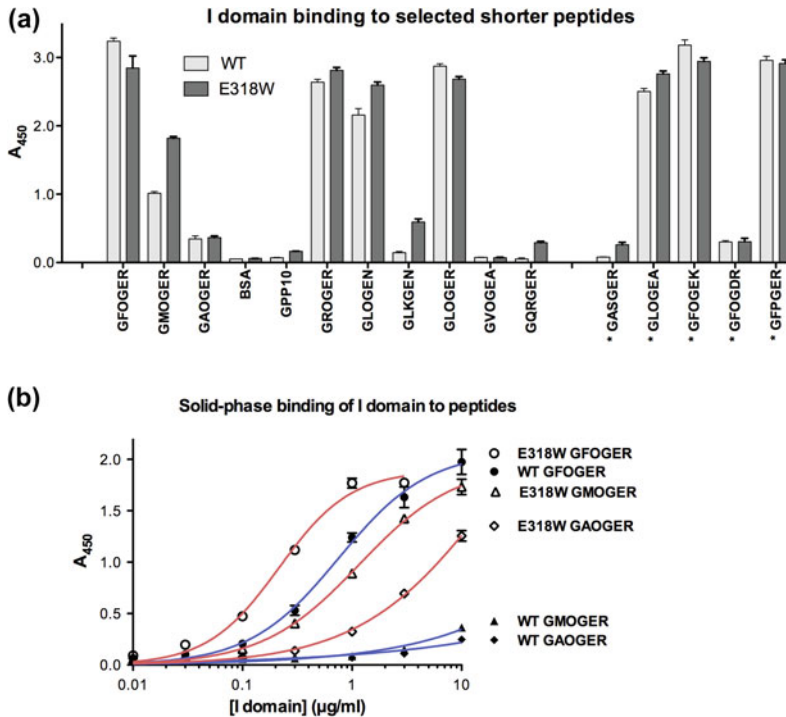 (a)
I domain binding to selected shorter peptides
WT
E318W
A450
3.0
2.0
1.0
0.0
GFOGER
GMOGER
GAOGER
BSA
GPP10
GROGER
GLOGEN
GLKGEN
GLOGER
GVOGEA
GQRGER
* GASGER
* GLOGEA
* GFOGEK
* GFOGDR
* GFPGER
(b)
Solid-phase binding of I domain to peptides
A450
2.0
1.5
1.0
0.5
0.0
0.01
0.1
1
10
[I domain] (µg/ml)
E318W GFOGER
WT GFOGER
E318W GMOGER
E318W GAOGER
WT GMOGER
WT GAOGER